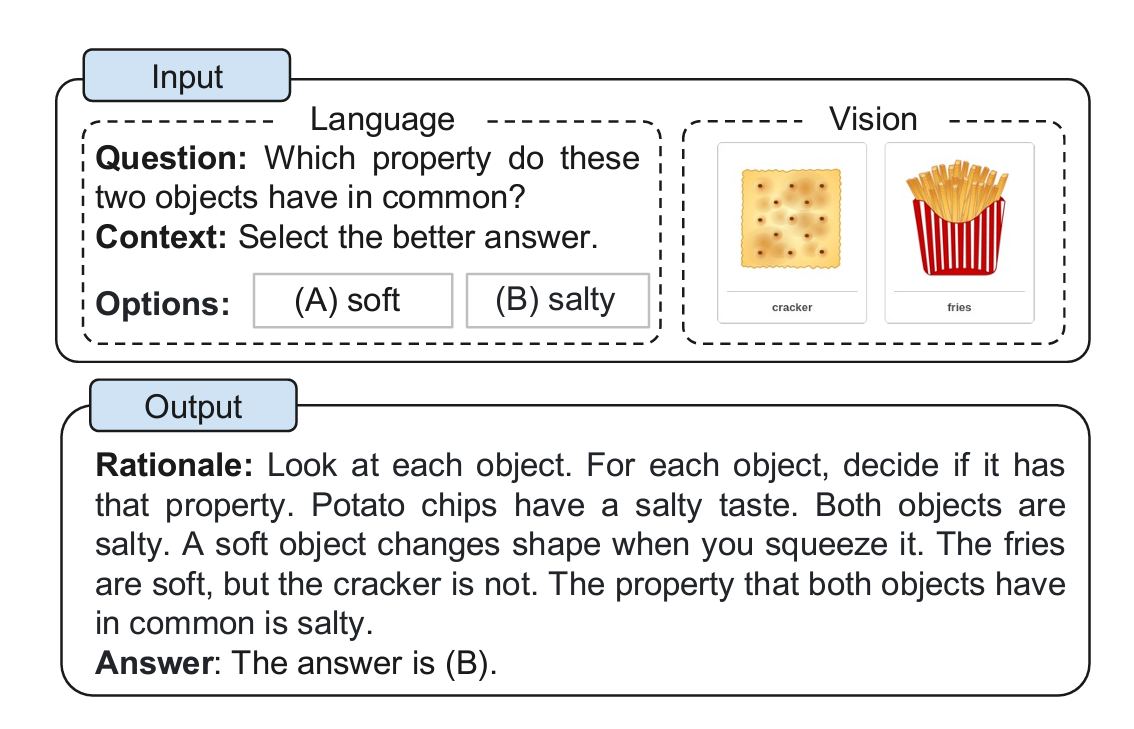 Input
Language
Question: Which property do these
two objects have in common?
Context: Select the better answer.
Options: (A) soft (B) salty
Vision
cracker
fries
Output
Rationale: Look at each object. For each object, decide if it has
that property. Potato chips have a salty taste. Both objects are
salty. A soft object changes shape when you squeeze it. The fries
are soft, but the cracker is not. The property that both objects have
in common is salty.
Answer: The answer is (B).